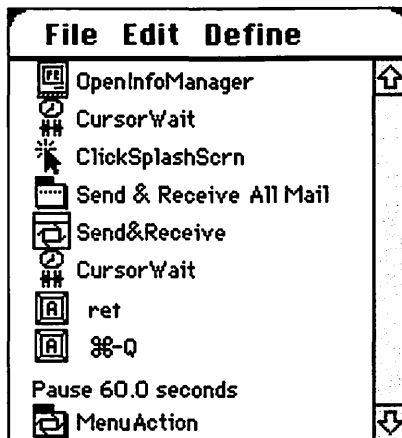 File Edit Define
OpenInfoManager
CursorWait
ClickSplashScrn
Send & Receive All Mail
Send&Receive
CursorWait
ret
⌘-Q
Pause 60.0 seconds
MenuAction